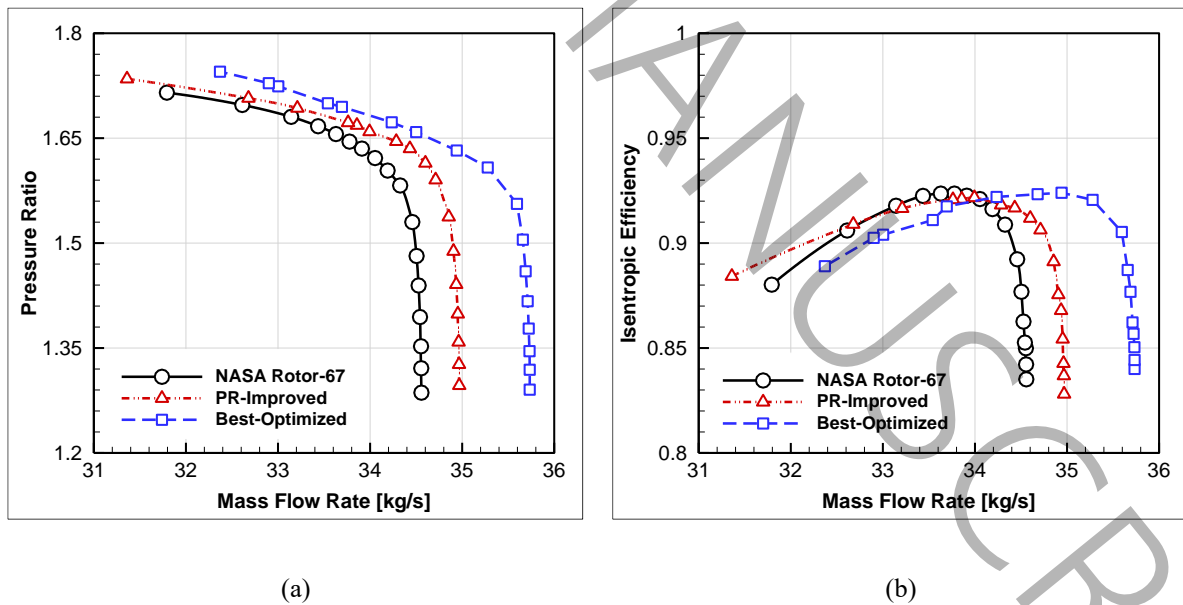 1.8
1.65
1.5
1.35
1.2
Pressure Ratio
NASA Rotor-67
PR-Improved
Best-Optimized
31 32 33 34 35 36
Mass Flow Rate [kg/s]
(a)
1
0.95
0.9
0.85
0.8
Isentropic Efficiency
NASA Rotor-67
PR-Improved
Best-Optimized
31 32 33 34 35 36
Mass Flow Rate [kg/s]
(b)
ANUSCR